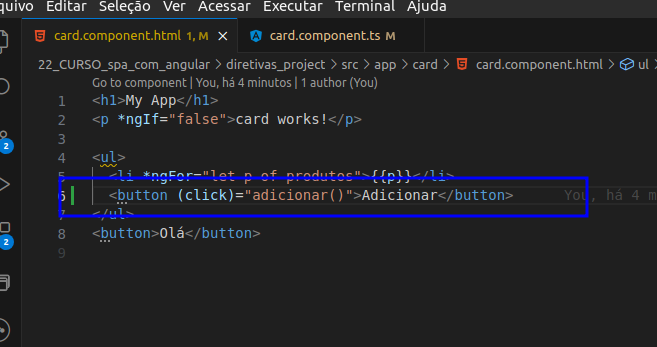 quivo Editar Seleção Ver Acessar Executar Terminal Ajuda
card.component.html 1, M × card.component.ts M
22_CURSO_spa_com_angular > diretivas_project > src > app > card > card.component.html > ul
Go to component | You, há 4 minutos | 1 author (You)
1 <h1>My App</h1>
2 <p *ngIf="false">card works!</p>
3
4 <ul>
5 <li *ngFor="let p of produtos">{{p}}</li>
6 <button (click)="adicionar()">Adicionar</button> You, há 4 m
7 </ul>
8 <button>Olá</button>
9
2
2